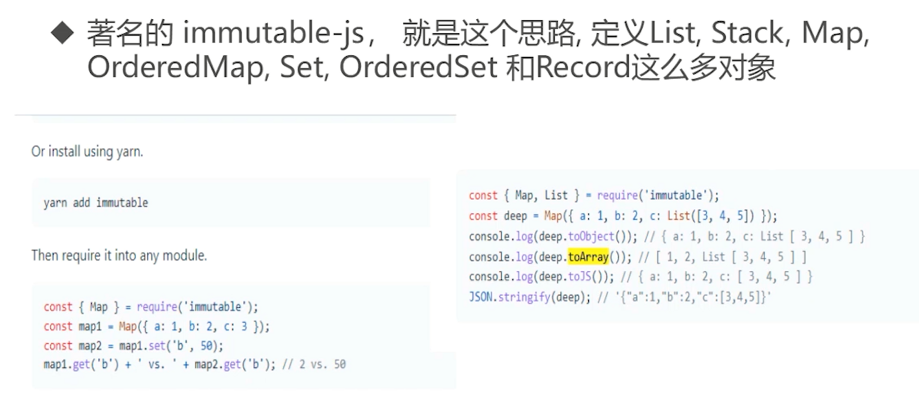 ◆ 著名的 immutable-js， 就是这个思路, 定义List, Stack, Map,
OrderedMap, Set, OrderedSet 和Record这么多对象
Or install using yarn.
yarn add immutable
Then require it into any module.
const { Map } = require('immutable');
const map1 = Map({ a: 1, b: 2, c: 3 });
const map2 = map1.set('b', 50);
map1.get('b') + ' vs. ' + map2.get('b'); // 2 vs. 50
const { Map, List } = require('immutable');
const deep = Map({ a: 1, b: 2, c: List([3, 4, 5]) });
console.log(deep.toObject()); // { a: 1, b: 2, c: List [ 3, 4, 5 ] }
console.log(deep.toArray()); // [ 1, 2, List [ 3, 4, 5 ] ]
console.log(deep.toJS()); // { a: 1, b: 2, c: [ 3, 4, 5 ] }
JSON.stringify(deep); // '{"a":1,"b":2,"c":[3,4,5]}'